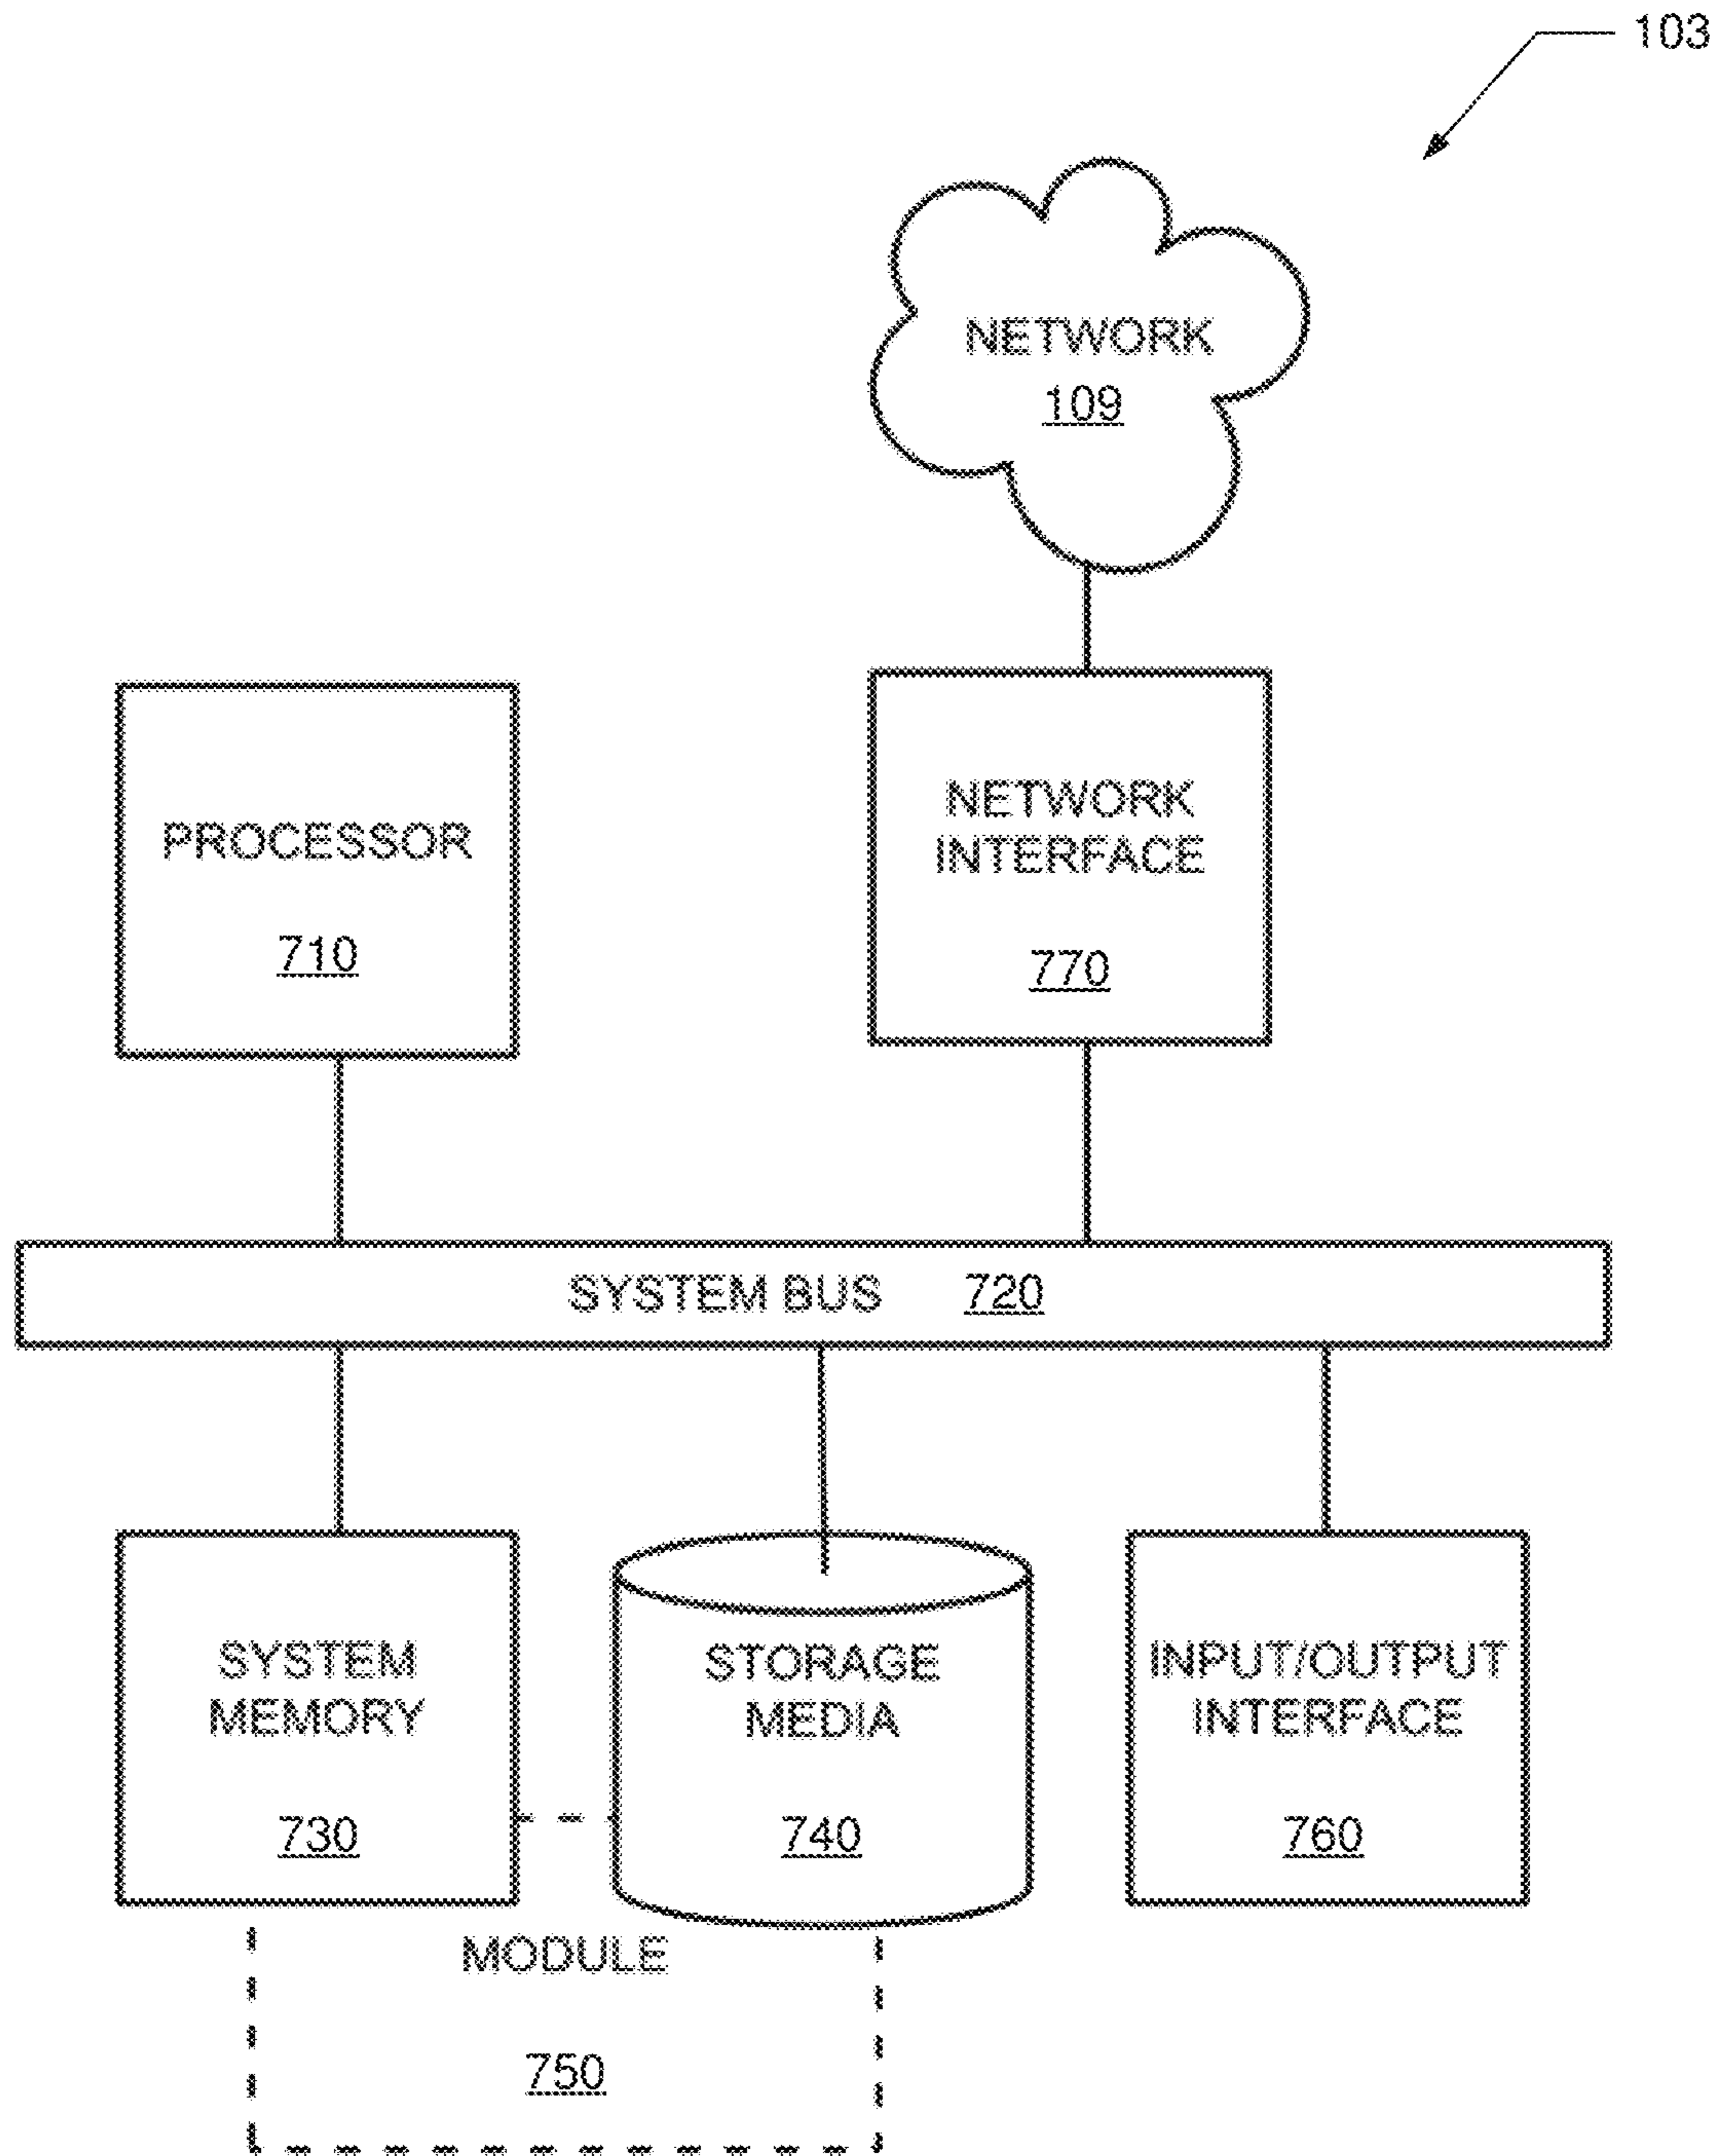 103
NETWORK
109
PROCESSOR
710
NETWORK
INTERFACE
770
SYSTEM BUS 720
SYSTEM
MEMORY
730
STORAGE
MEDIA
740
INPUT/OUTPUT
INTERFACE
760
MODULE
750